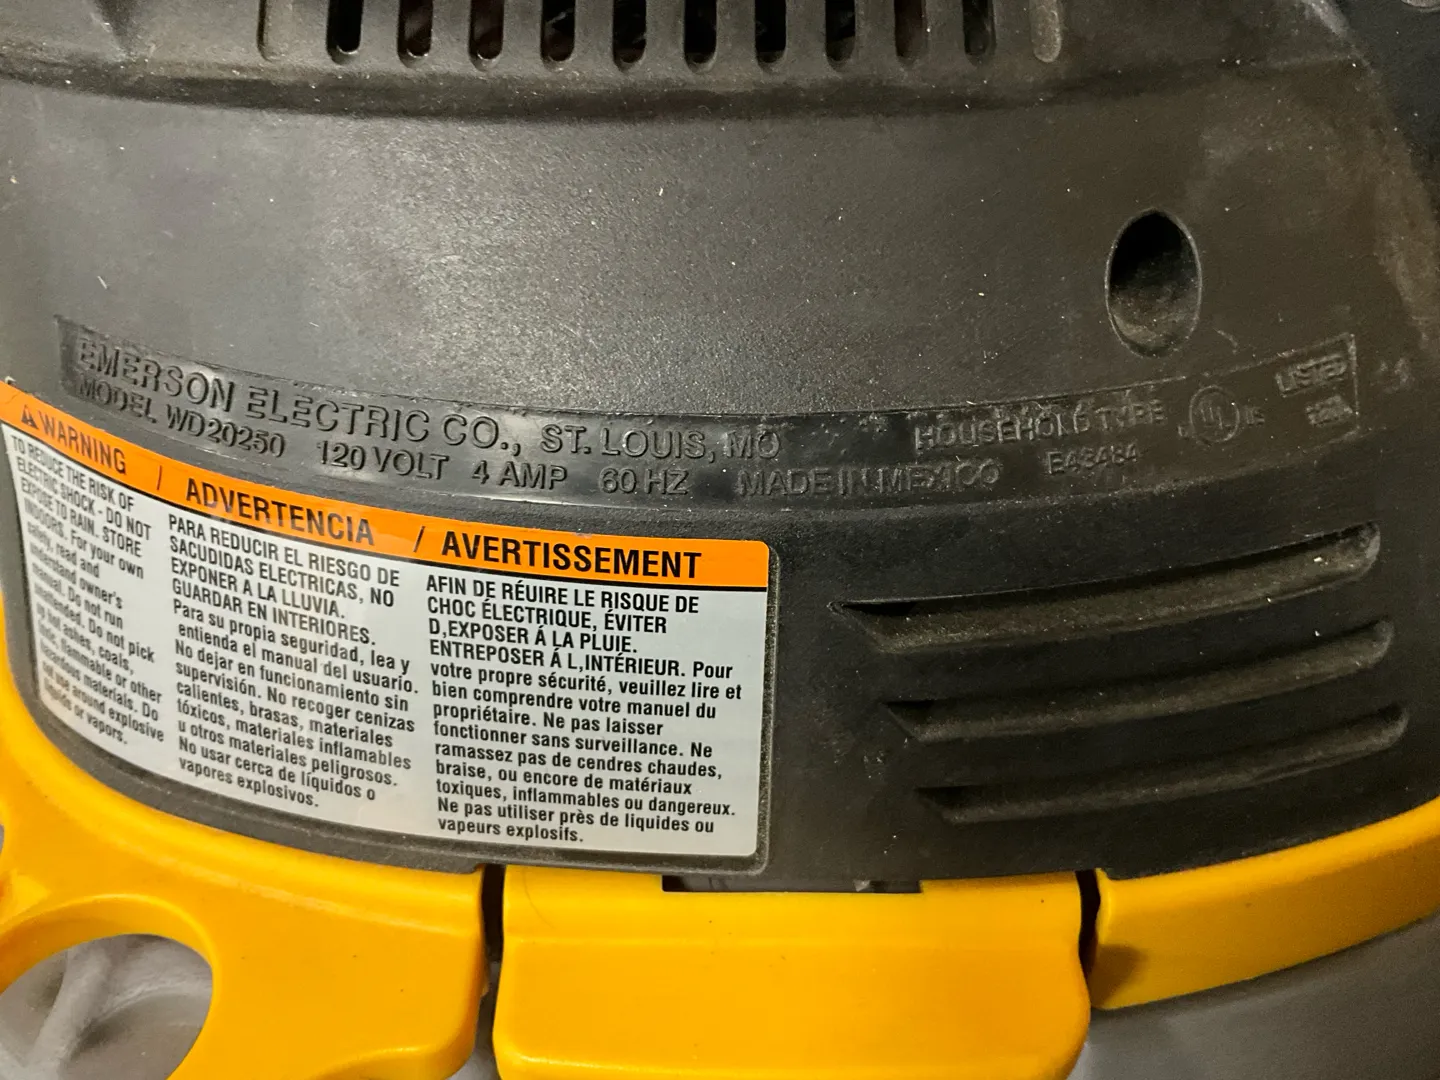 EMERSON ELECTRIC CO., ST. LOUIS, MO
MODEL WD20250 120 VOLT 4 AMP 60 HZ MADE IN MEXICO
HOUSEHOLD TYPE
E43484
UL
LISTED
WARNING / ADVERTENCIA / AVERTISSEMENT
TO REDUCE THE RISK OF
ELECTRIC SHOCK - DO NOT
EXPOSE TO RAIN. STORE
INDOORS. For your own
safety, read and
understand owner's
manual. Do not run
unattended. Do not pick
up hot ashes, coals,
toxic, flammable or other
hazardous materials. Do
not use around explosive
liquids or vapors.
PARA REDUCIR EL RIESGO DE
SACUDIDAS ELECTRICAS, NO
EXPONER A LA LLUVIA.
GUARDAR EN INTERIORES.
Para su propia seguridad, lea y
entienda el manual del usuario.
No dejar en funcionamiento sin
supervisión. No recoger cenizas
calientes, brasas, materiales
tóxicos, materiales inflamables
u otros materiales peligrosos.
No usar cerca de líquidos o
vapores explosivos.
AFIN DE RÉUIRE LE RISQUE DE
CHOC ÉLECTRIQUE, ÉVITER
D,EXPOSER Á LA PLUIE.
ENTREPOSER Á L,INTÉRIEUR. Pour
votre propre sécurité, veuillez lire et
bien comprendre votre manuel du
propriétaire. Ne pas laisser
fonctionner sans surveillance. Ne
ramassez pas de cendres chaudes,
braise, ou encore de matériaux
toxiques, inflammables ou dangereux.
Ne pas utiliser près de liquides ou
vapeurs explosifs.